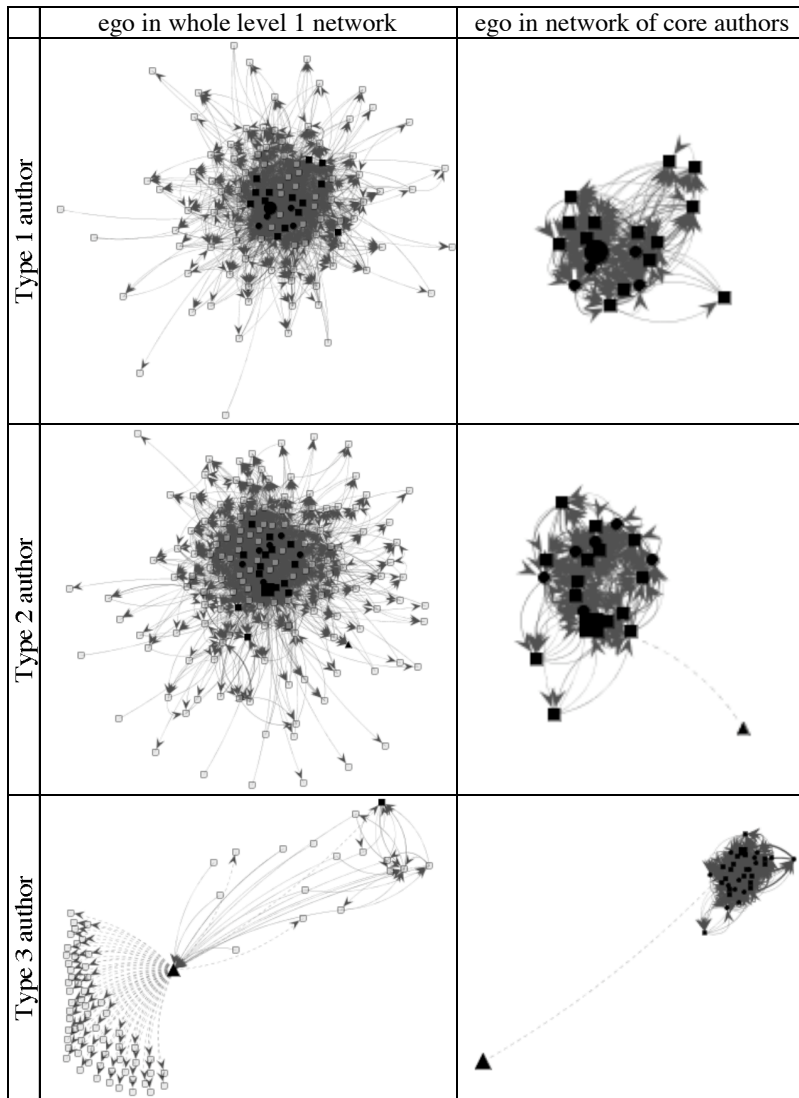 ego in whole level 1 network
ego in network of core authors
Type 1 author
Type 2 author
Type 3 author